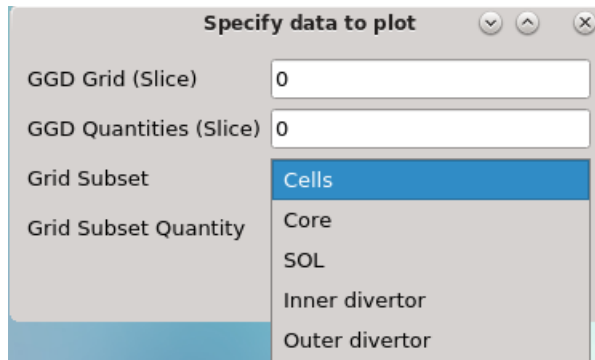 Specify data to plot
GGD Grid (Slice) 0
GGD Quantities (Slice) 0
Grid Subset Cells
Core
Grid Subset Quantity
SOL
Inner divertor
Outer divertor